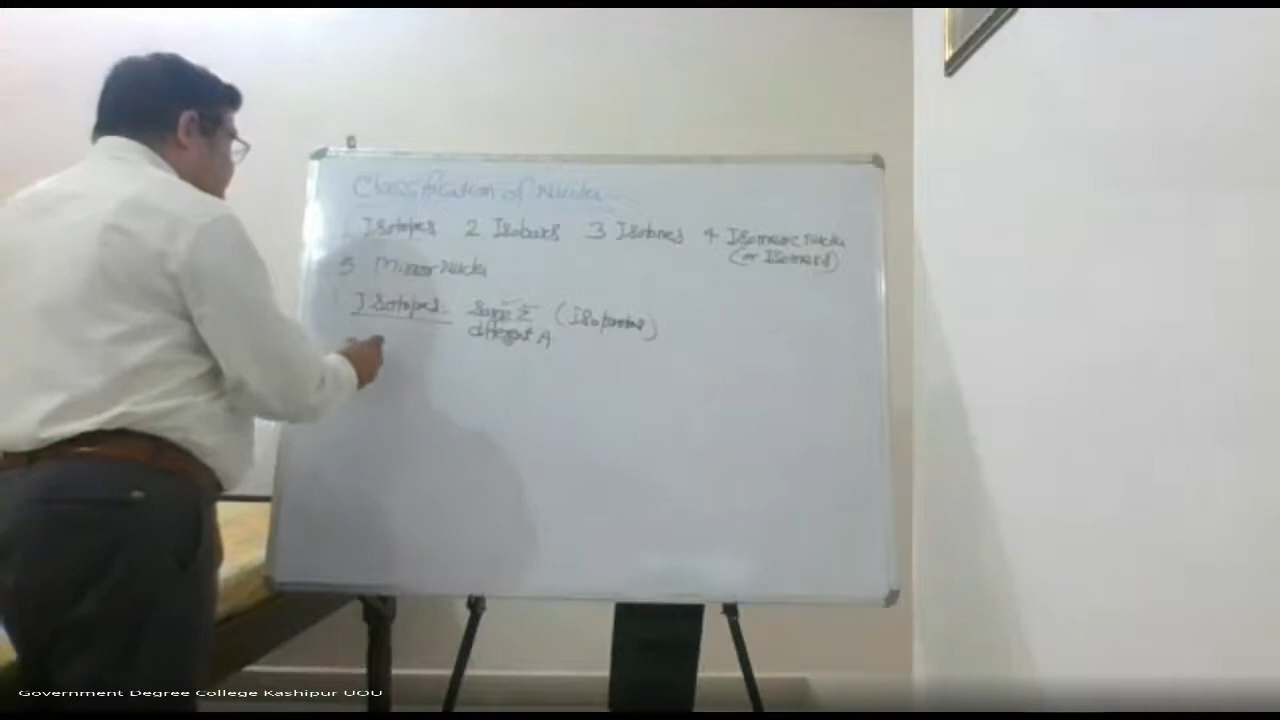 Classification of Nuclei
1 Isotopes 2 Isobars 3 Isotones 4 Isomeric Nuclei
(or Isomers)
5 Mirror Nuclei
1 Isotopes - Same Z (Isoprotons)
different A
Government Degree College Kashipur UOU